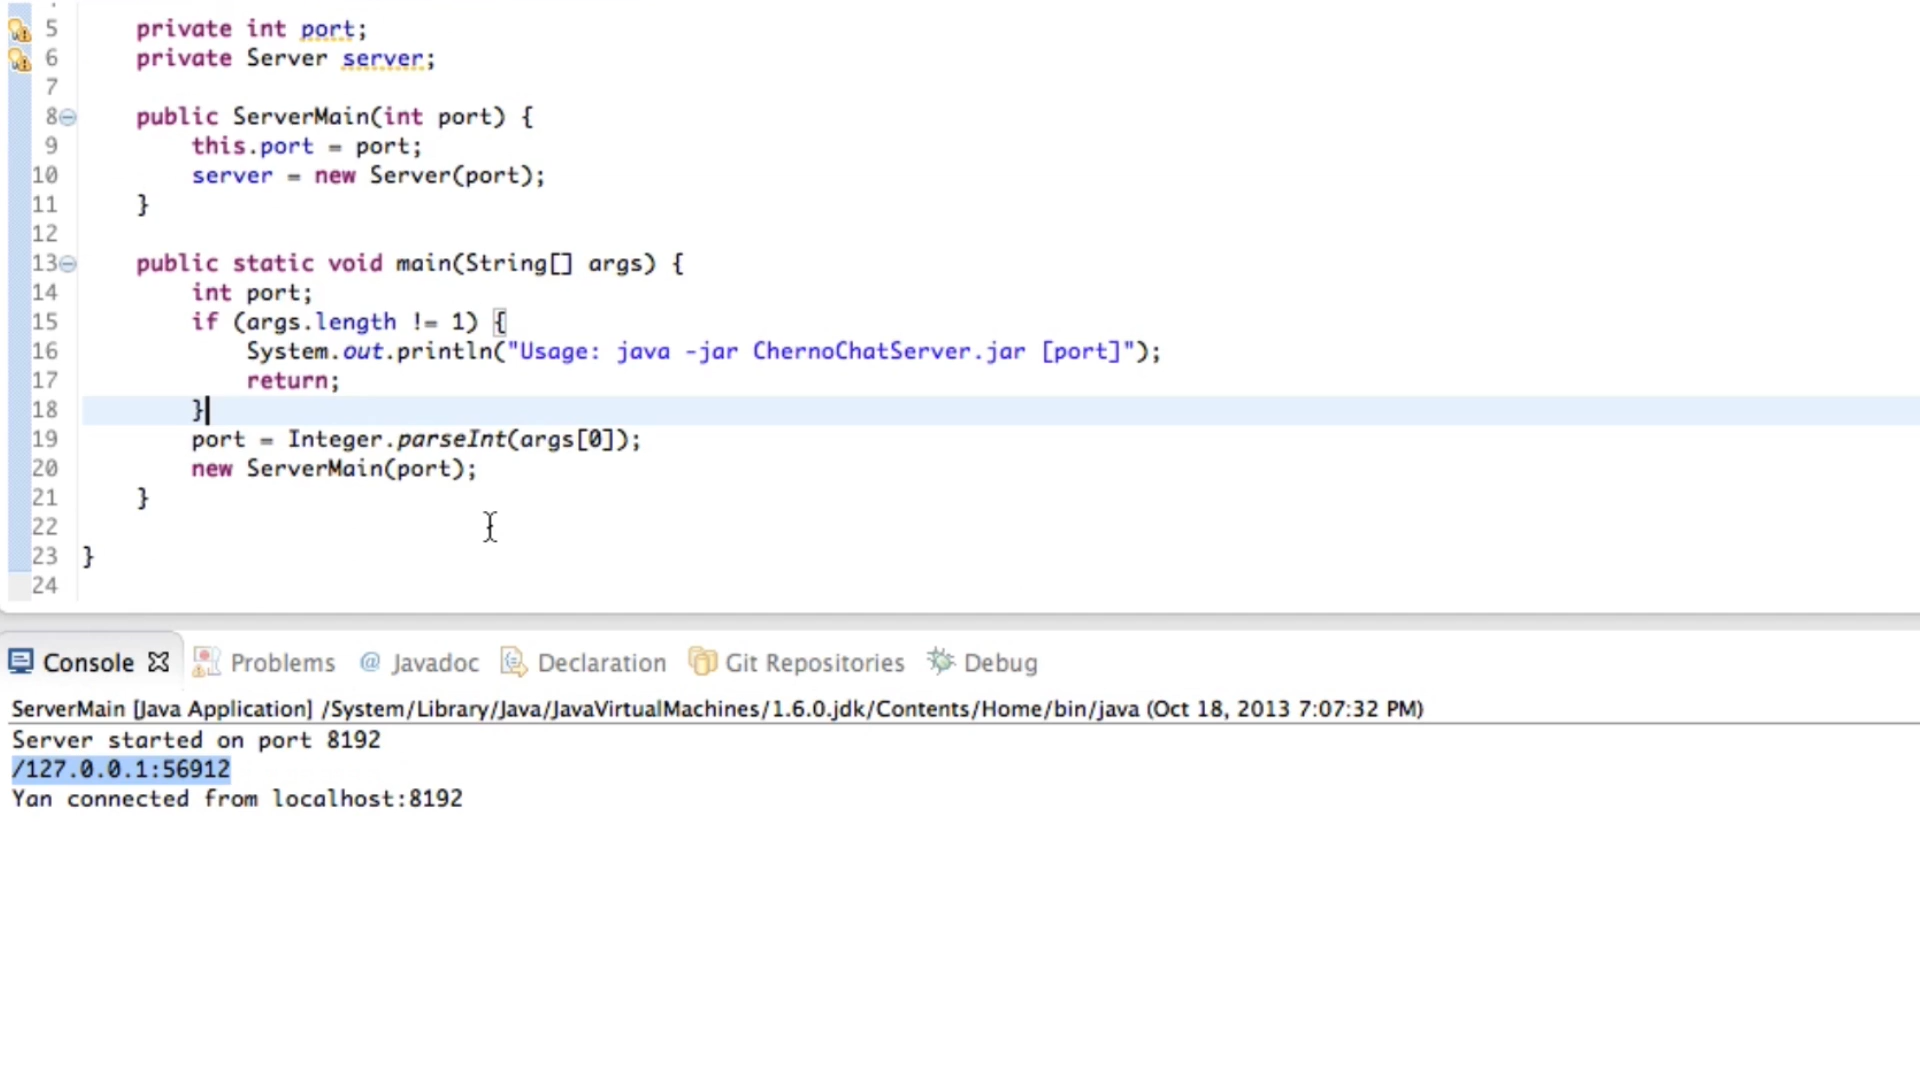 5 private int port;
6 private Server server;
7
8 public ServerMain(int port) {
9 this.port = port;
10 server = new Server(port);
11 }
12
13 public static void main(String[] args) {
14 int port;
15 if (args.length != 1) {
16 System.out.println("Usage: java -jar ChernoChatServer.jar [port]");
17 return;
18 }
19 port = Integer.parseInt(args[0]);
20 new ServerMain(port);
21 }
22
23 }
24
Console Problems @ Javadoc Declaration Git Repositories Debug
ServerMain [Java Application] /System/Library/Java/JavaVirtualMachines/1.6.0.jdk/Contents/Home/bin/java (Oct 18, 2013 7:07:32 PM)
Server started on port 8192
/127.0.0.1:56912
Yan connected from localhost:8192